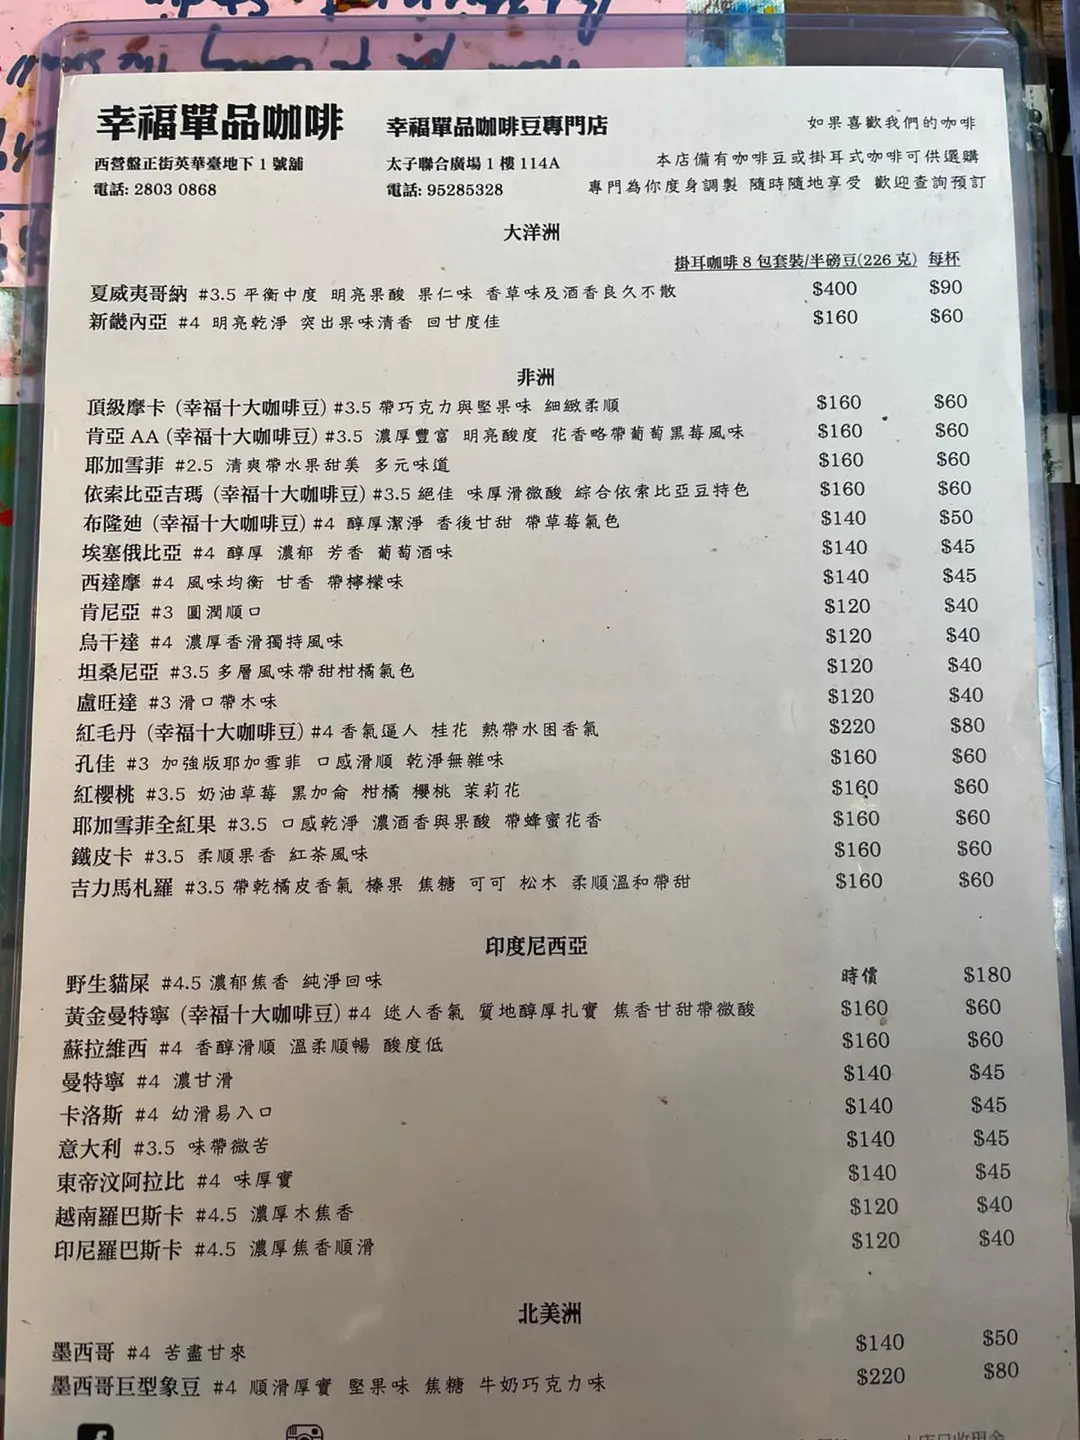 幸福單品咖啡
幸福單品咖啡豆專門店
如果喜歡我們的咖啡
西營盤正街英華臺地下 1 號舖
太子聯合廣場 1 樓 114A
本店備有咖啡豆或掛耳式咖啡可供選購
電話: 2803 0868
電話: 95285328
專門為你度身調製 隨時隨地享受 歡迎查詢預訂
大洋洲
掛耳咖啡 8 包套裝/半磅豆(226 克) 每杯
夏威夷哥納 #3.5 平衡中度 明亮果酸 果仁味 香草味及酒香良久不散 $400 $90
新畿內亞 #4 明亮乾淨 突出果味清香 回甘度佳 $160 $60
非洲
頂級摩卡 (幸福十大咖啡豆) #3.5 帶巧克力與堅果味 細緻柔順 $160 $60
肯亞 AA (幸福十大咖啡豆) #3.5 濃厚豐富 明亮酸度 花香略帶葡萄黑莓風味 $160 $60
耶加雪菲 #2.5 清爽帶水果甜美 多元味道 $160 $60
依索比亞吉瑪 (幸福十大咖啡豆) #3.5 絕佳 味厚滑微酸 綜合依索比亞豆特色 $160 $60
布隆廸 (幸福十大咖啡豆) #4 醇厚潔淨 香後甘甜 帶草莓氣色 $140 $50
埃塞俄比亞 #4 醇厚 濃郁 芳香 葡萄酒味 $140 $45
西達摩 #4 風味均衡 甘香 帶檸檬味 $140 $45
肯尼亞 #3 圓潤順口 $120 $40
烏干達 #4 濃厚香滑獨特風味 $120 $40
坦桑尼亞 #3.5 多層風味帶甜柑橘氣色 $120 $40
盧旺達 #3 滑口帶木味 $120 $40
紅毛丹 (幸福十大咖啡豆) #4 香氣逼人 桂花 熱帶水困香氣 $220 $80
孔佳 #3 加強版耶加雪菲 口感滑順 乾淨無雜味 $160 $60
紅櫻桃 #3.5 奶油草莓 黑加侖 柑橘 櫻桃 茉莉花 $160 $60
耶加雪菲全紅果 #3.5 口感乾淨 濃酒香與果酸 帶蜂蜜花香 $160 $60
鐵皮卡 #3.5 柔順果香 紅茶風味 $160 $60
吉力馬札羅 #3.5 帶乾橘皮香氣 榛果 焦糖 可可 松木 柔順溫和帶甜 $160 $60
印度尼西亞
野生貓屎 #4.5 濃郁焦香 純淨回味 時價 $180
黃金曼特寧 (幸福十大咖啡豆) #4 迷人香氣 質地醇厚扎實 焦香甘甜帶微酸 $160 $60
蘇拉維西 #4 香醇滑順 溫柔順暢 酸度低 $160 $60
曼特寧 #4 濃甘滑 $140 $45
卡洛斯 #4 幼滑易入口 $140 $45
意大利 #3.5 味帶微苦 $140 $45
東帝汶阿拉比 #4 味厚實 $140 $45
越南羅巴斯卡 #4.5 濃厚木焦香 $120 $40
印尼羅巴斯卡 #4.5 濃厚焦香順滑 $120 $40
北美洲
墨西哥 #4 苦盡甘來 $140 $50
墨西哥巨型象豆 #4 順滑厚實 堅果味 焦糖 牛奶巧克力味 $220 $80